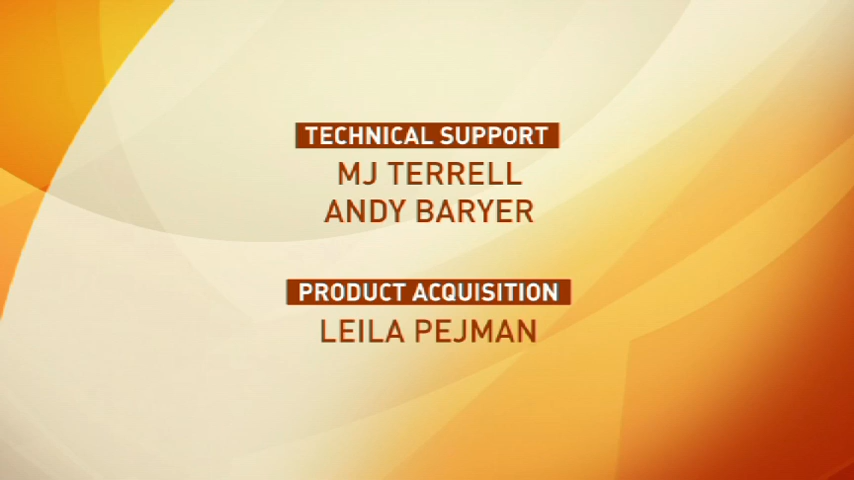 TECHNICAL SUPPORT
MJ TERRELL
ANDY BARYER
PRODUCT ACQUISITION
LEILA PEJMAN